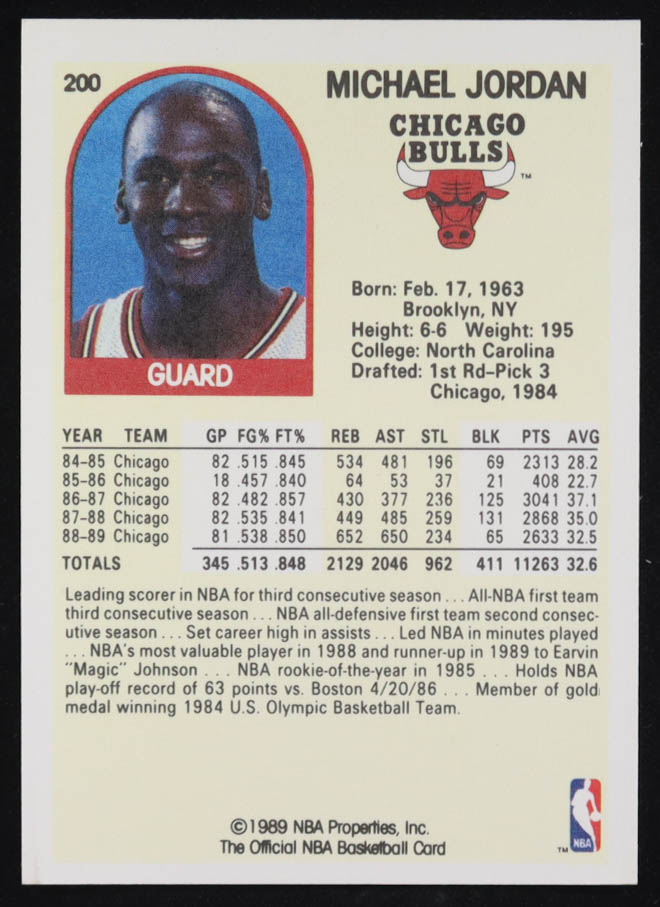 200
MICHAEL JORDAN
CHICAGO
BULLS
TM
GUARD
Born: Feb. 17, 1963
Brooklyn, NY
Height: 6-6 Weight: 195
College: North Carolina
Drafted: 1st Rd–Pick 3
Chicago, 1984
YEAR TEAM GP FG% FT% REB AST STL BLK PTS AVG
84-85 Chicago 82 .515 .845 534 481 196 69 2313 28.2
85-86 Chicago 18 .457 .840 64 53 37 21 408 22.7
86-87 Chicago 82 .482 .857 430 377 236 125 3041 37.1
87-88 Chicago 82 .535 .841 449 485 259 131 2868 35.0
88-89 Chicago 81 .538 .850 652 650 234 65 2633 32.5
TOTALS 345 .513 .848 2129 2046 962 411 11263 32.6
Leading scorer in NBA for third consecutive season . . . All-NBA first team
third consecutive season . . . NBA all-defensive first team second consec-
utive season . . . Set career high in assists . . . Led NBA in minutes played
. . . NBA's most valuable player in 1988 and runner-up in 1989 to Earvin
"Magic" Johnson . . . NBA rookie-of-the-year in 1985 . . . Holds NBA
play-off record of 63 points vs. Boston 4/20/86 . . . Member of gold
medal winning 1984 U.S. Olympic Basketball Team.
©1989 NBA Properties, Inc.
The Official NBA Basketball Card
TM NBA